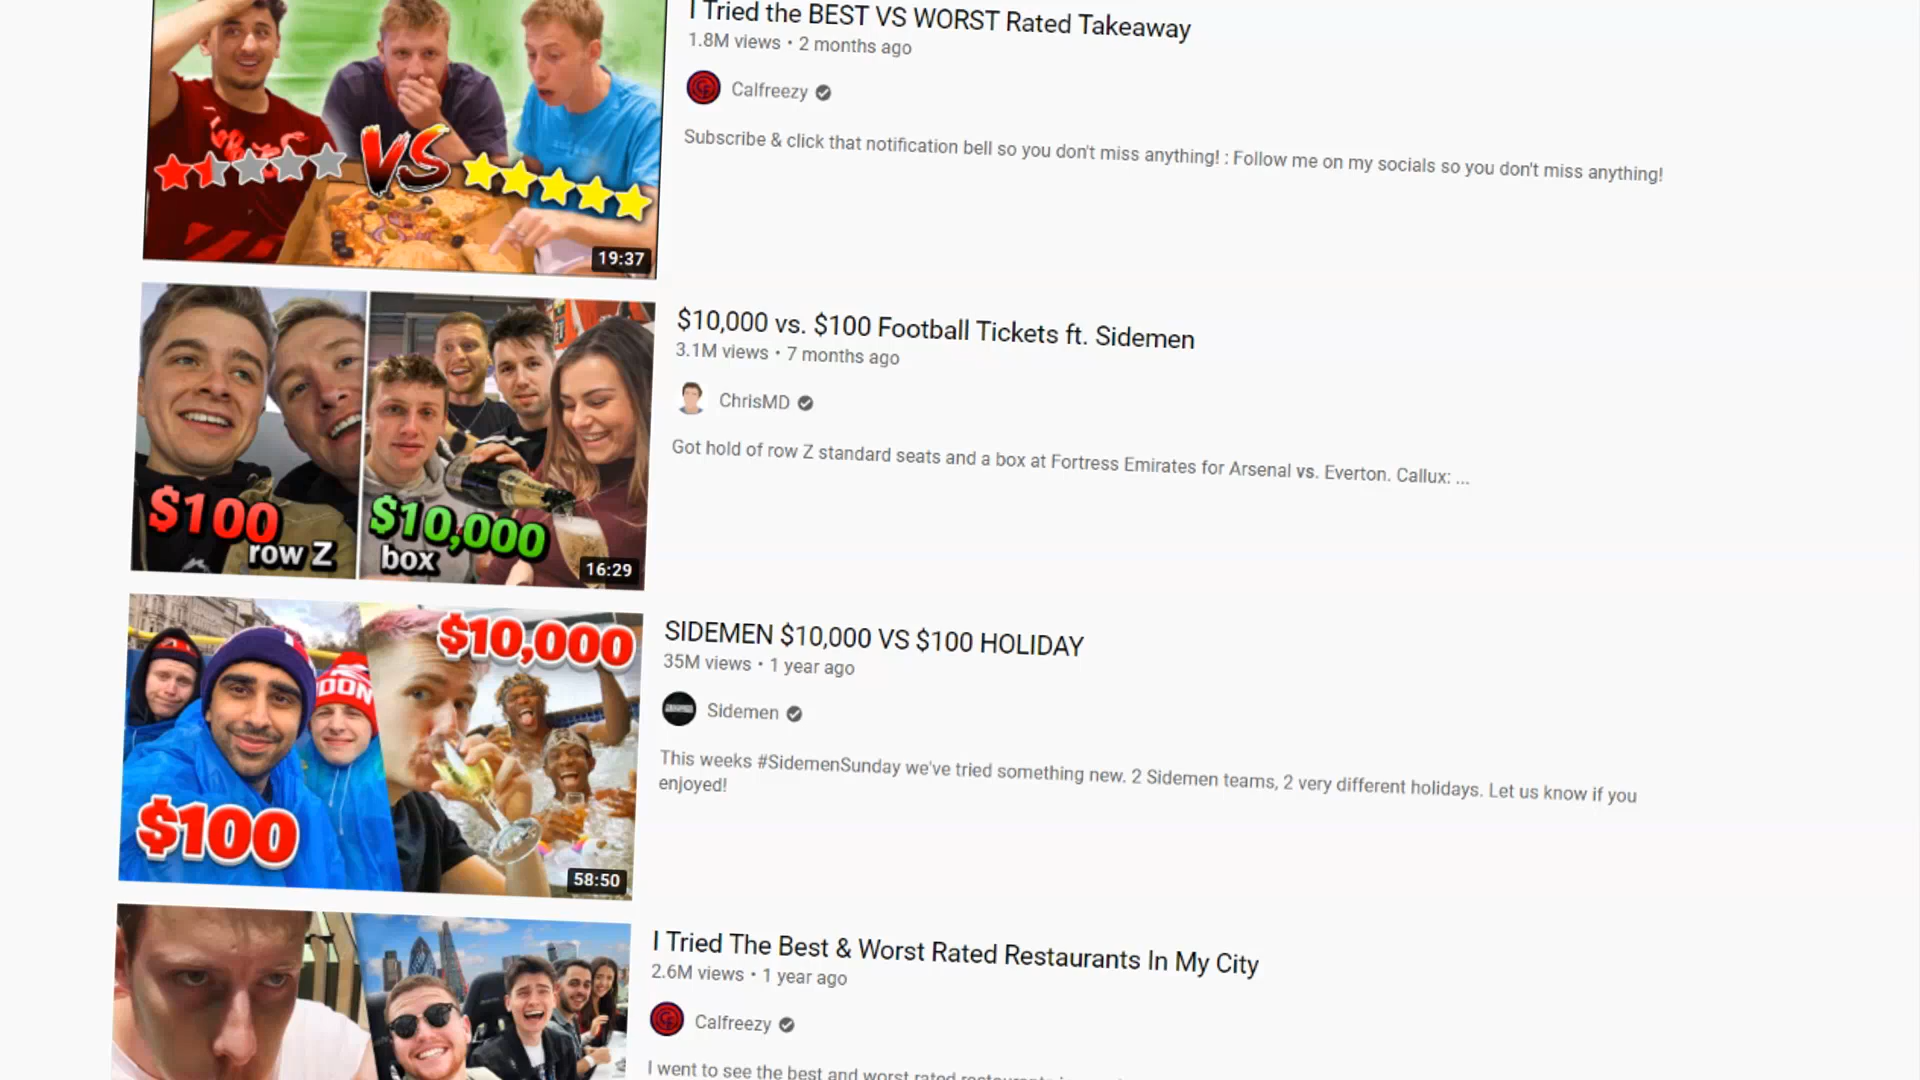 I Tried the BEST VS WORST Rated Takeaway
1.8M views • 2 months ago
Calfreezy
Subscribe & click that notification bell so you don't miss anything! : Follow me on my socials so you don't miss anything!
VS
19:37
$10,000 vs. $100 Football Tickets ft. Sidemen
3.1M views • 7 months ago
ChrisMD
Got hold of row Z standard seats and a box at Fortress Emirates for Arsenal vs. Everton. Callux: ...
$100
row Z
$10,000
box
16:29
SIDEMEN $10,000 VS $100 HOLIDAY
35M views • 1 year ago
Sidemen
This weeks #SidemenSunday we've tried something new. 2 Sidemen teams, 2 very different holidays. Let us know if you
enjoyed!
$10,000
DON
$100
58:50
I Tried The Best & Worst Rated Restaurants In My City
2.6M views • 1 year ago
Calfreezy
I went to see the best and worst rated